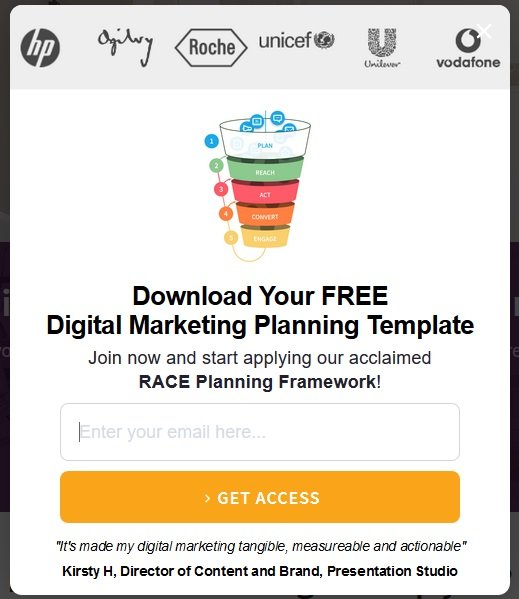 hp
Ogilvy
Roche
unicef
Unilever
vodafone
1
PLAN
2
REACH
3
ACT
4
CONVERT
5
ENGAGE
Download Your FREE
Digital Marketing Planning Template
Join now and start applying our acclaimed
RACE Planning Framework!
Enter your email here...
> GET ACCESS
"It's made my digital marketing tangible, measureable and actionable"
Kirsty H, Director of Content and Brand, Presentation Studio